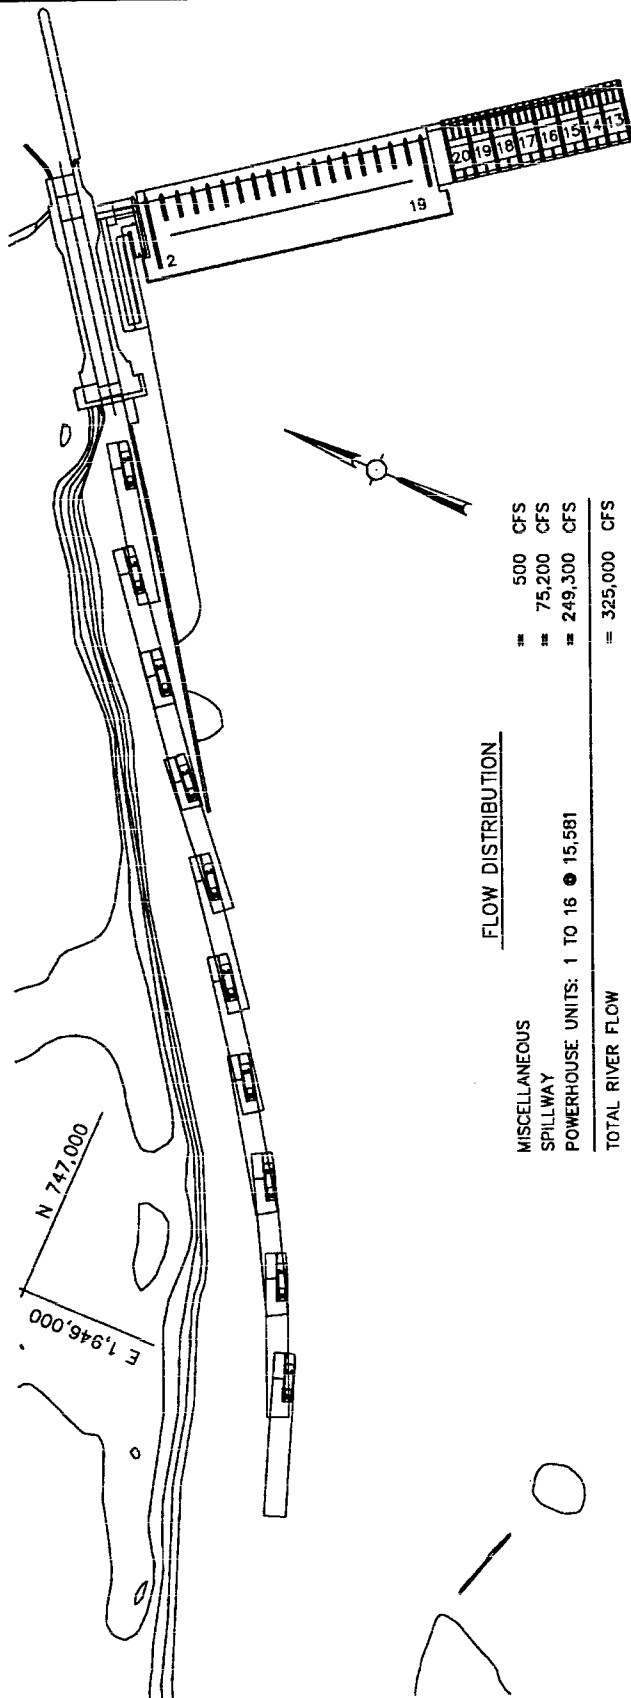 20 19 18 17 16 15 14 13
19
2
N 747,000
E 1,946,000
FLOW DISTRIBUTION
MISCELLANEOUS = 500 CFS
SPILLWAY = 75,200 CFS
POWERHOUSE UNITS: 1 TO 16 @ 15,581 = 249,300 CFS
TOTAL RIVER FLOW = 325,000 CFS